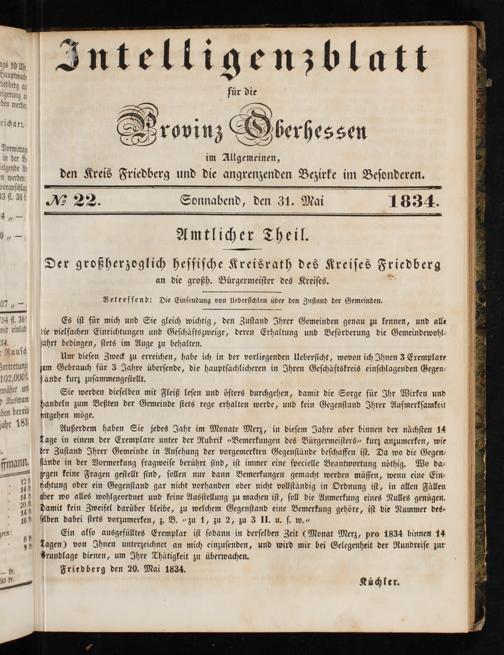 Intelligenzblatt
für die
Provinz Oberhessen
im Allgemeinen,
den Kreis Friedberg und die angrenzenden Bezirke im Besonderen.
№ 22. Sonnabend, den 31. Mai 1834.
Amtlicher Theil.
Der großherzoglich hessische Kreisrath des Kreises Friedberg
an die großh. Bürgermeister des Kreises.
Betreffend: Die Einsendung von Uebersichten über den Zustand der Gemeinden.
Es ist für mich und Sie gleich wichtig, den Zustand Ihrer Gemeinden genau zu kennen, und alle
die vielfachen Einrichtungen und Geschäftszweige, deren Erhaltung und Beförderung die Gemeindewohl-
fahrt bedingen, stets im Auge zu behalten.
Um diesen Zweck zu erreichen, habe ich in der vorliegenden Uebersicht, wovon ich Ihnen 3 Exemplare
zum Gebrauch für 3 Jahre übersende, die hauptsächlicheren in Ihren Geschäftskreis einschlagenden Gegen-
stände kurz zusammengestellt.
Sie werden dieselben mit Fleiß lesen und öfters durchgehen, damit die Sorge für Ihr Wirken und
Handeln zum Beßten der Gemeinde stets rege erhalten werde, und kein Gegenstand Ihrer Aufmerksamkeit
entgehen möge.
Außerdem haben Sie jedes Jahr im Monate Merz, in diesem Jahre aber binnen der nächsten 14
Tage in einem der Exemplare unter der Rubrik "Bemerkungen des Bürgermeisters" kurz anzumerken, wie
der Zustand Ihrer Gemeinde in Ansehung der vorgemerkten Gegenstände beschaffen ist. Da wo die Gegen-
stände in der Vormerkung fragweise berührt sind, ist immer eine specielle Beantwortung nöthig. Wo da-
gegen keine Fragen gestellt sind, sollen nur dann Bemerkungen gemacht werden müssen, wenn eine Ein-
richtung oder ein Gegenstand gar nicht vorhanden oder nicht vollständig in Ordnung ist, in allen Fällen
aber wo alles wohlgeordnet und keine Ausstellung zu machen ist, soll die Anmerkung eines Nulles genügen.
Damit kein Zweifel darüber bleibe, zu welchem Gegenstand eine Bemerkung gehöre, ist die Nummer des-
selben dabei stets vorzumerken, z. B. "zu 1, zu 2, zu 3 II. u. s. w."
Ein also ausgefülltes Exemplar ist sodann in derselben Zeit (Monat Merz, pro 1834 binnen 14
Tagen) von Ihnen unterzeichnet an mich einzusenden, und wird mir bei Gelegenheit der Rundreise zur
Grundlage dienen, um Ihre Thätigkeit zu überwachen.
Friedberg den 20. Mai 1834.
Küchler.